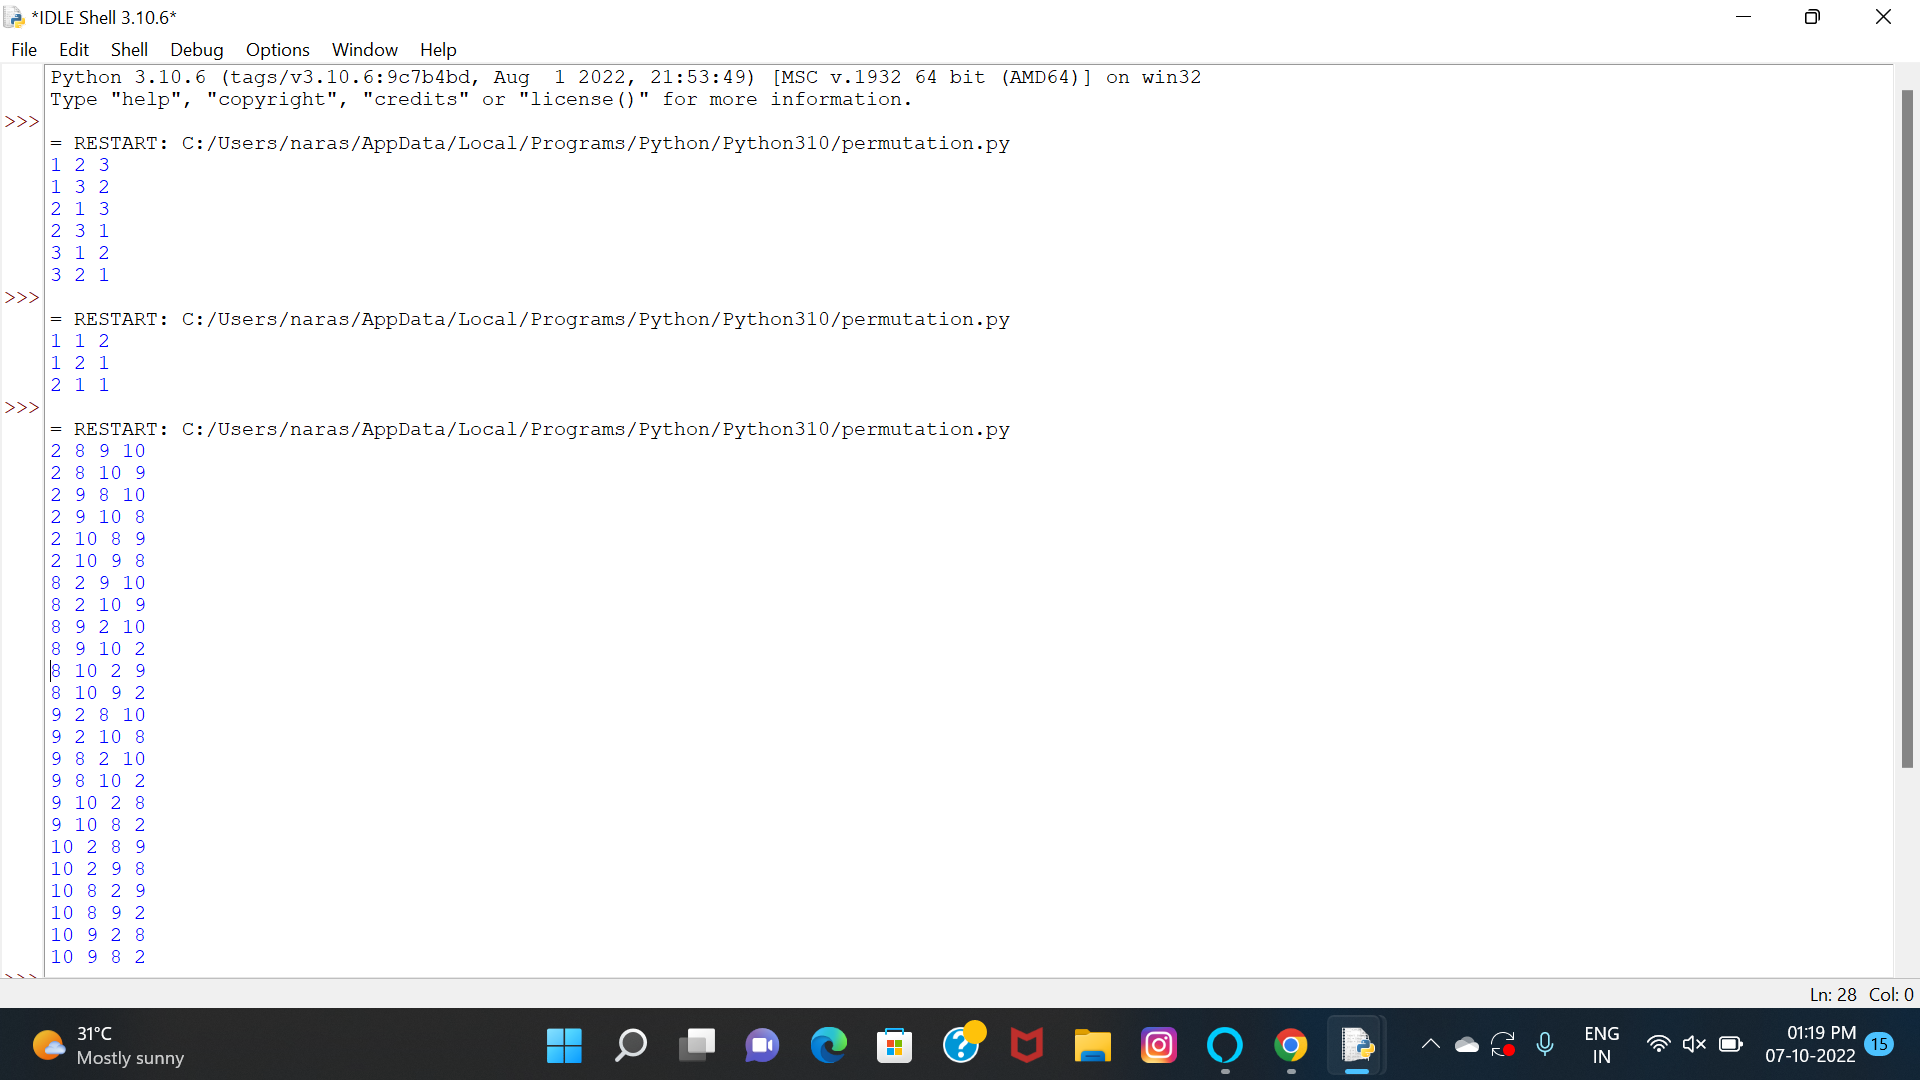 *IDLE Shell 3.10.6*
File Edit Shell Debug Options Window Help
Python 3.10.6 (tags/v3.10.6:9c7b4bd, Aug  1 2022, 21:53:49) [MSC v.1932 64 bit (AMD64)] on win32
Type "help", "copyright", "credits" or "license()" for more information.
>>>
= RESTART: C:/Users/naras/AppData/Local/Programs/Python/Python310/permutation.py
1 2 3
1 3 2
2 1 3
2 3 1
3 1 2
3 2 1
>>>
= RESTART: C:/Users/naras/AppData/Local/Programs/Python/Python310/permutation.py
1 1 2
1 2 1
2 1 1
>>>
= RESTART: C:/Users/naras/AppData/Local/Programs/Python/Python310/permutation.py
2 8 9 10
2 8 10 9
2 9 8 10
2 9 10 8
2 10 8 9
2 10 9 8
8 2 9 10
8 2 10 9
8 9 2 10
8 9 10 2
8 10 2 9
8 10 9 2
9 2 8 10
9 2 10 8
9 8 2 10
9 8 10 2
9 10 2 8
9 10 8 2
10 2 8 9
10 2 9 8
10 8 2 9
10 8 9 2
10 9 2 8
10 9 8 2
>>>
Ln: 28 Col: 0
31°C
Mostly sunny
ENG
IN
01:19 PM
07-10-2022
15